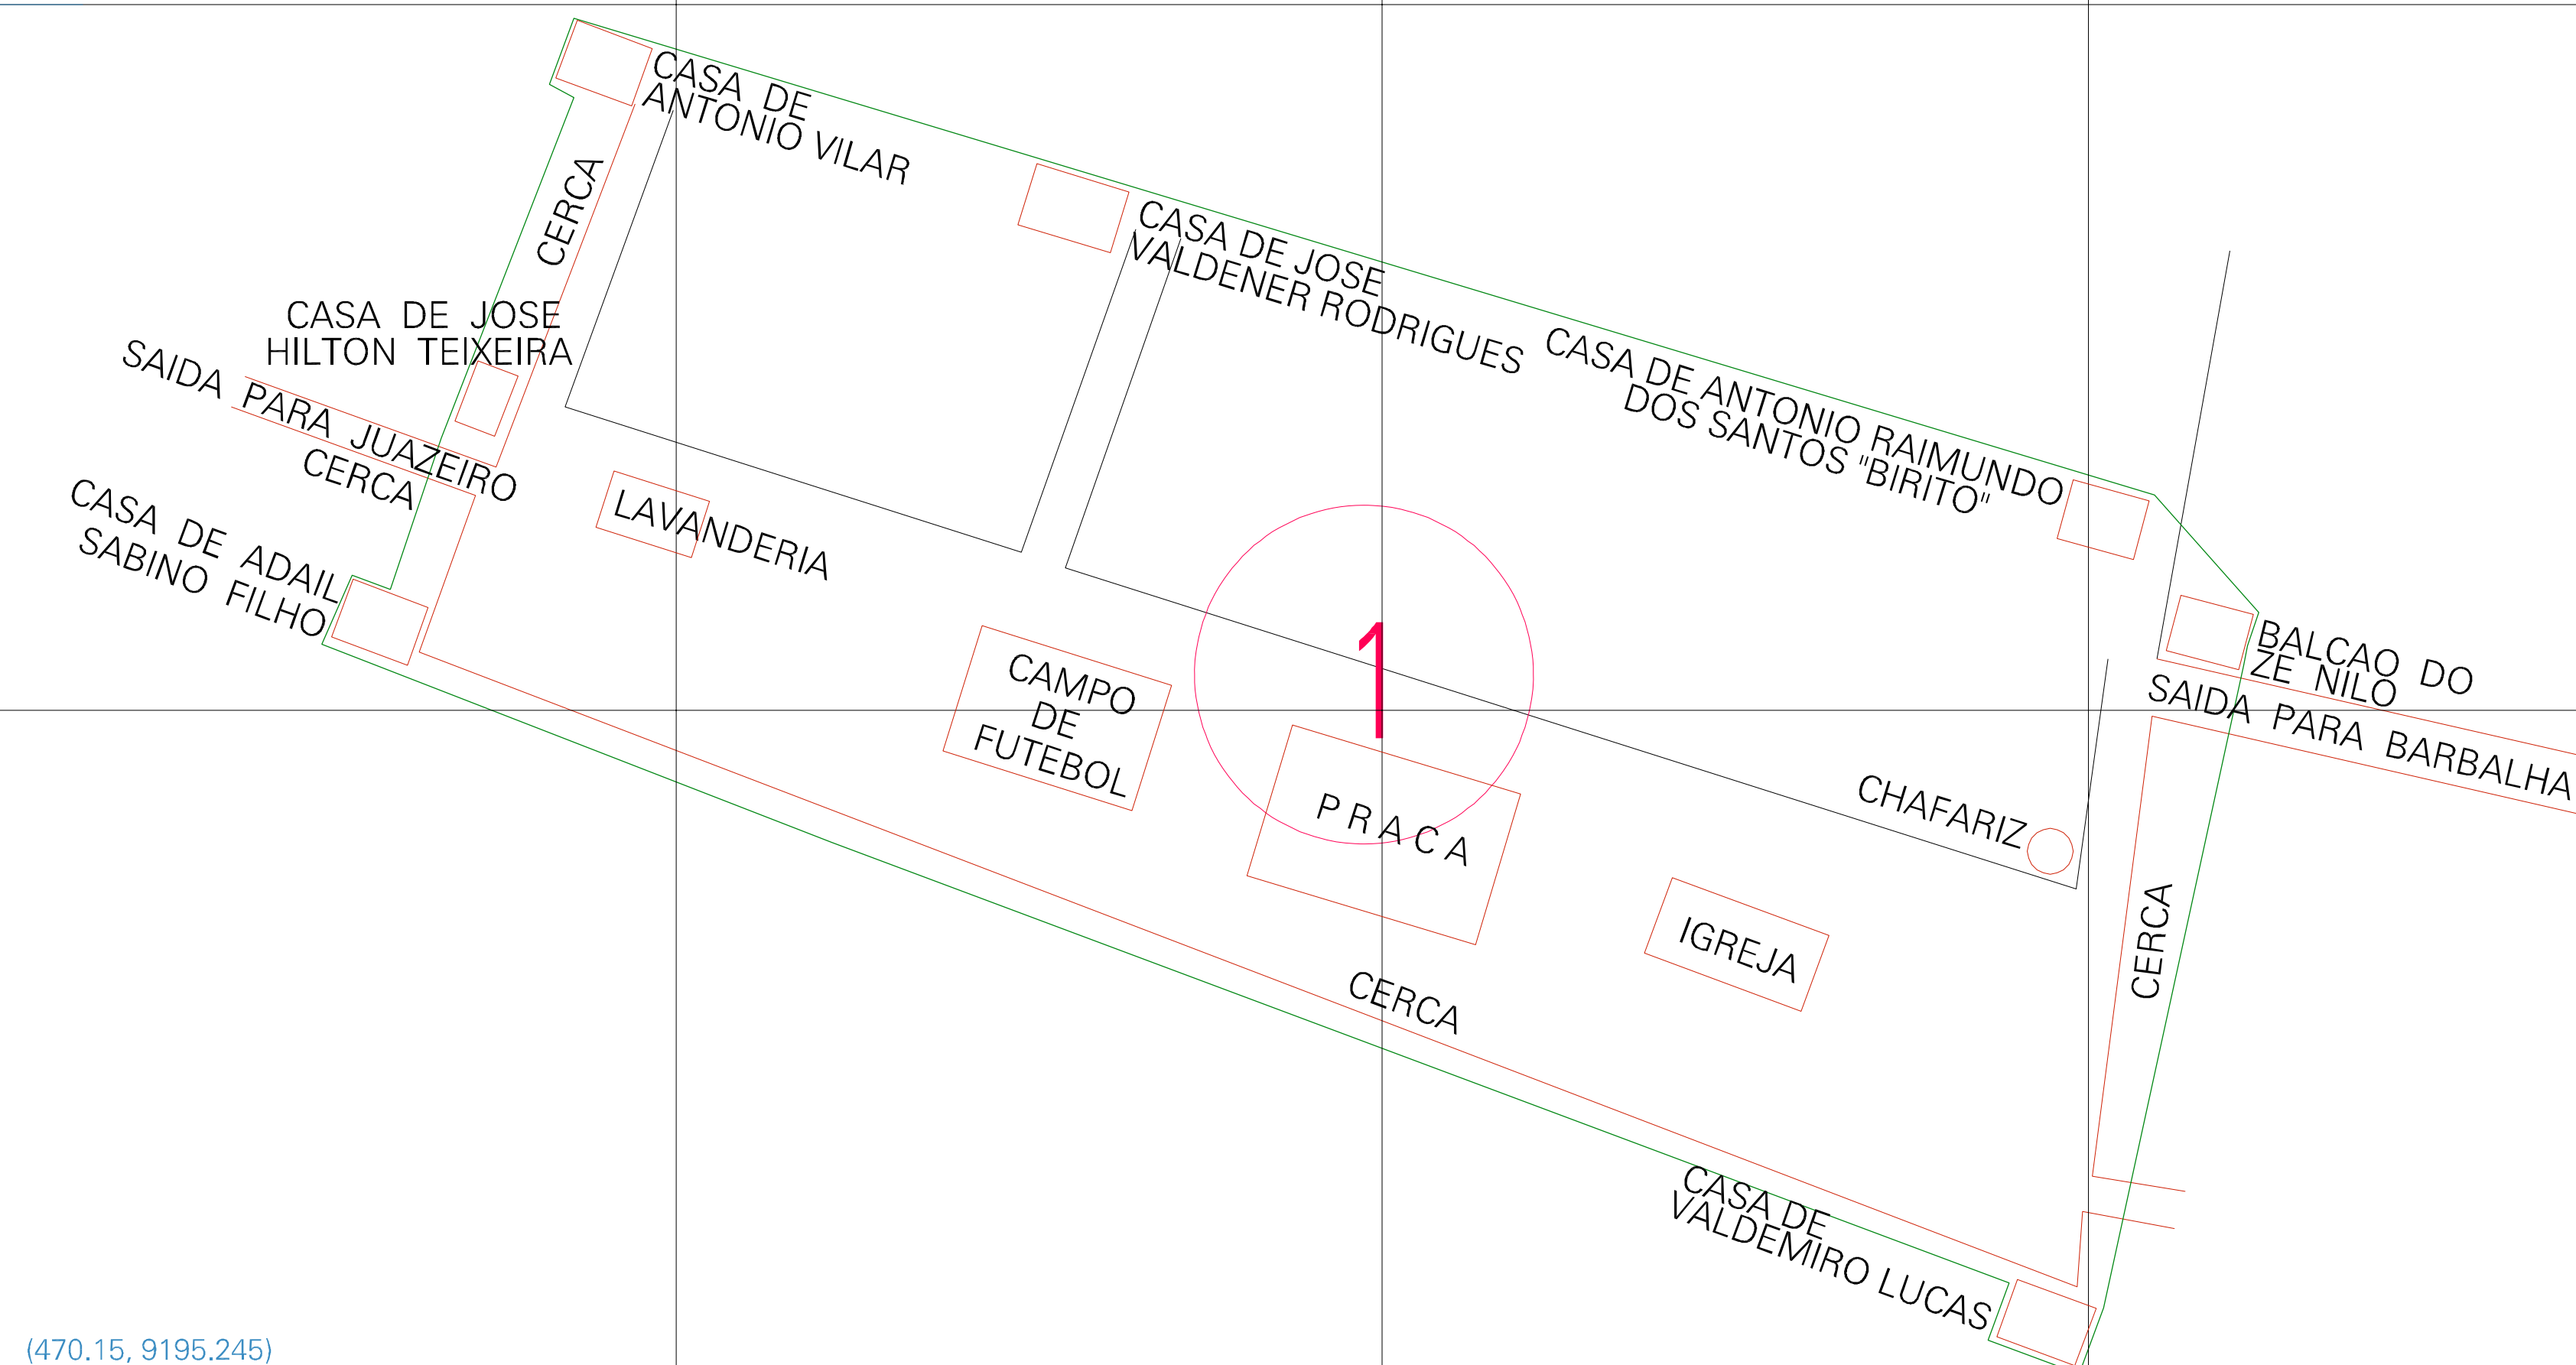 CASA DE
ANTONIO VILAR
CERCA
CASA DE JOSE
VALDENER RODRIGUES
CASA DE JOSE
HILTON TEIXEIRA
SAIDA PARA JUAZEIRO
CERCA
CASA DE ANTONIO RAIMUNDO
DOS SANTOS "BIRITO"
CASA DE ADAIL
SABINO FILHO
LAVANDERIA
1
BALCAO DO
ZE NILO
SAIDA PARA BARBALHA
CAMPO
DE
FUTEBOL
PRACA
CHAFARIZ
IGREJA
CERCA
CERCA
CASA DE
VALDEMIRO LUCAS
(470.15, 9195.245)